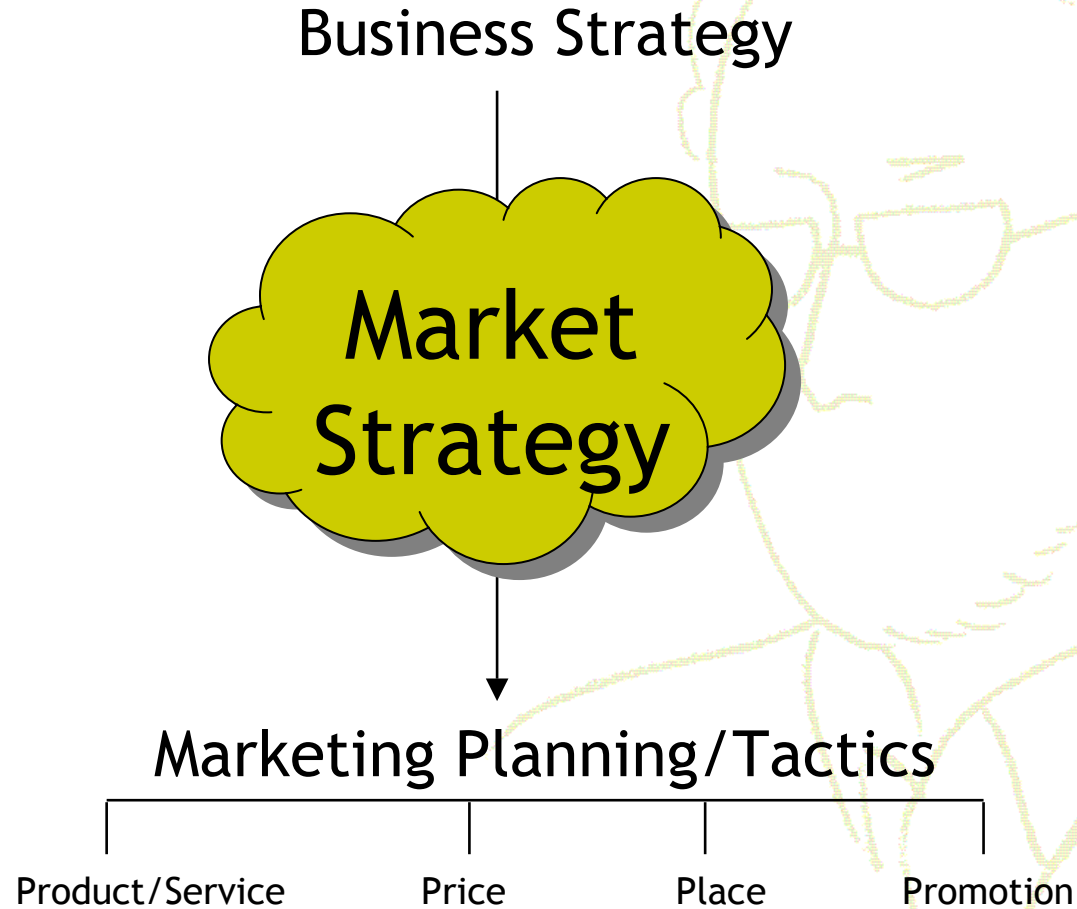 Business Strategy
Market
Strategy
Marketing Planning/Tactics
Product/Service Price Place Promotion